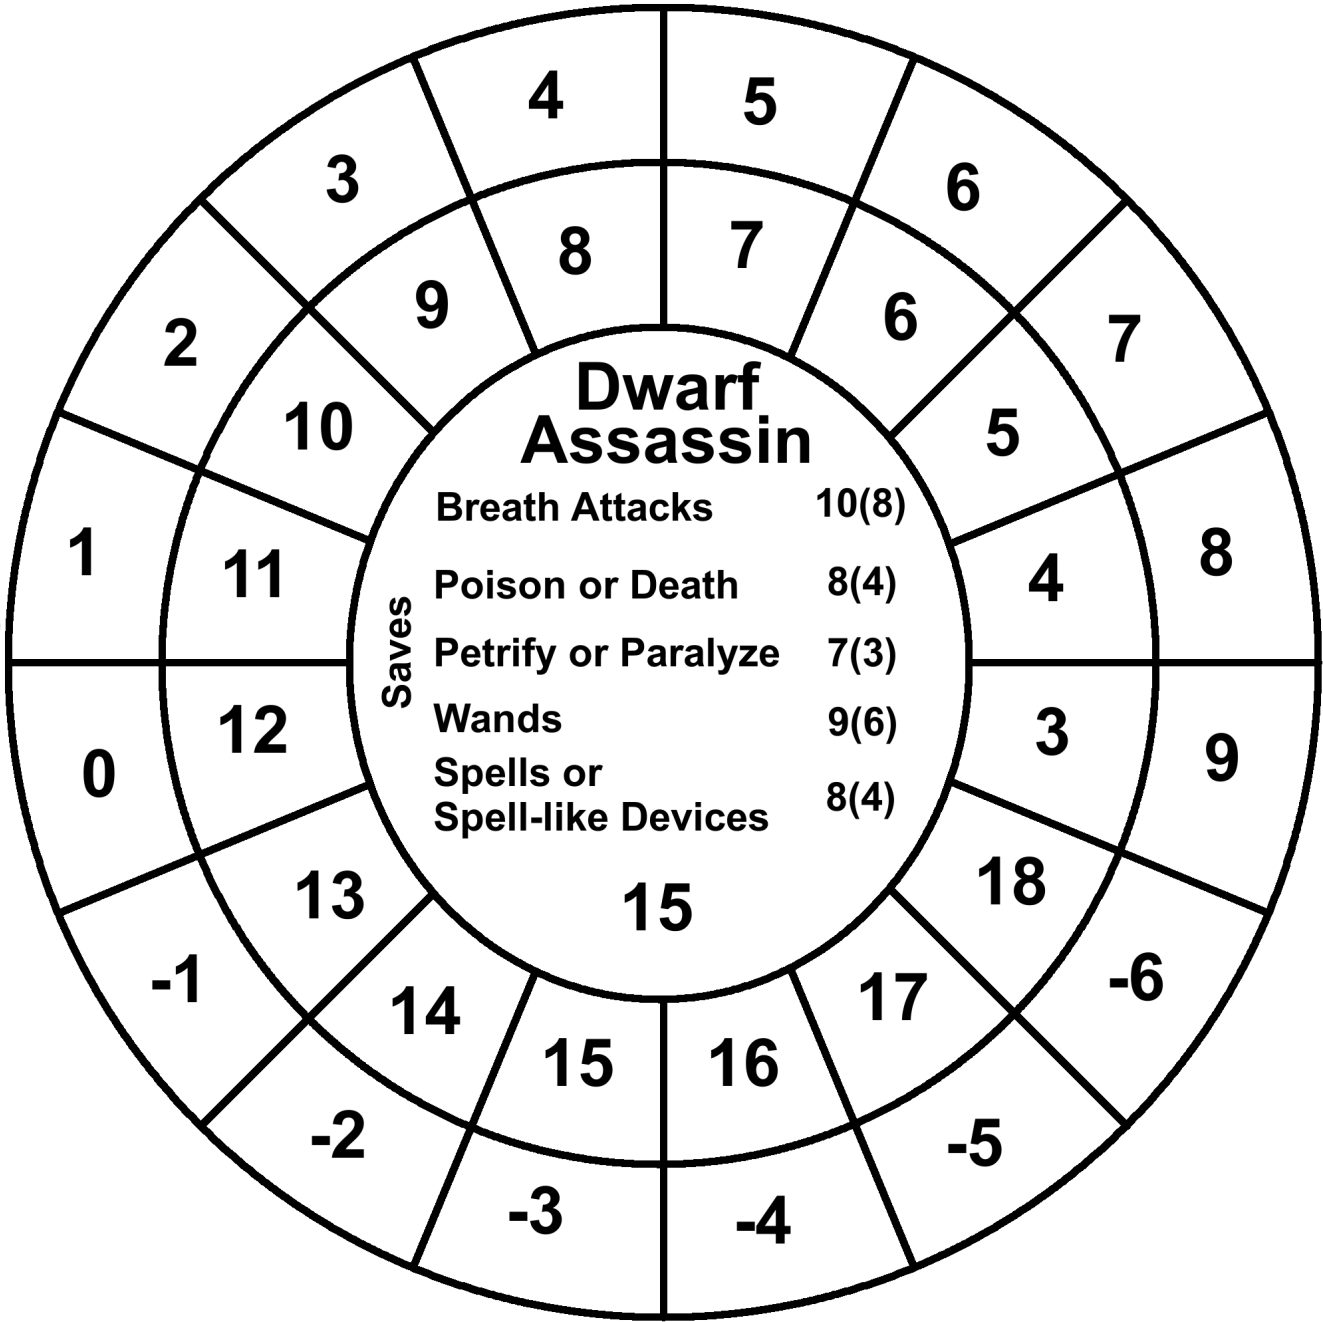 4 5
3 6
8 7
2 9 6 7
10 5
1 11 4 8
0 12 3 9
-1 13 18 -6
14 17
-2 15 16 -5
-3 -4
Dwarf
Assassin
Saves
Breath Attacks 10(8)
Poison or Death 8(4)
Petrify or Paralyze 7(3)
Wands 9(6)
Spells or
Spell-like Devices 8(4)
15